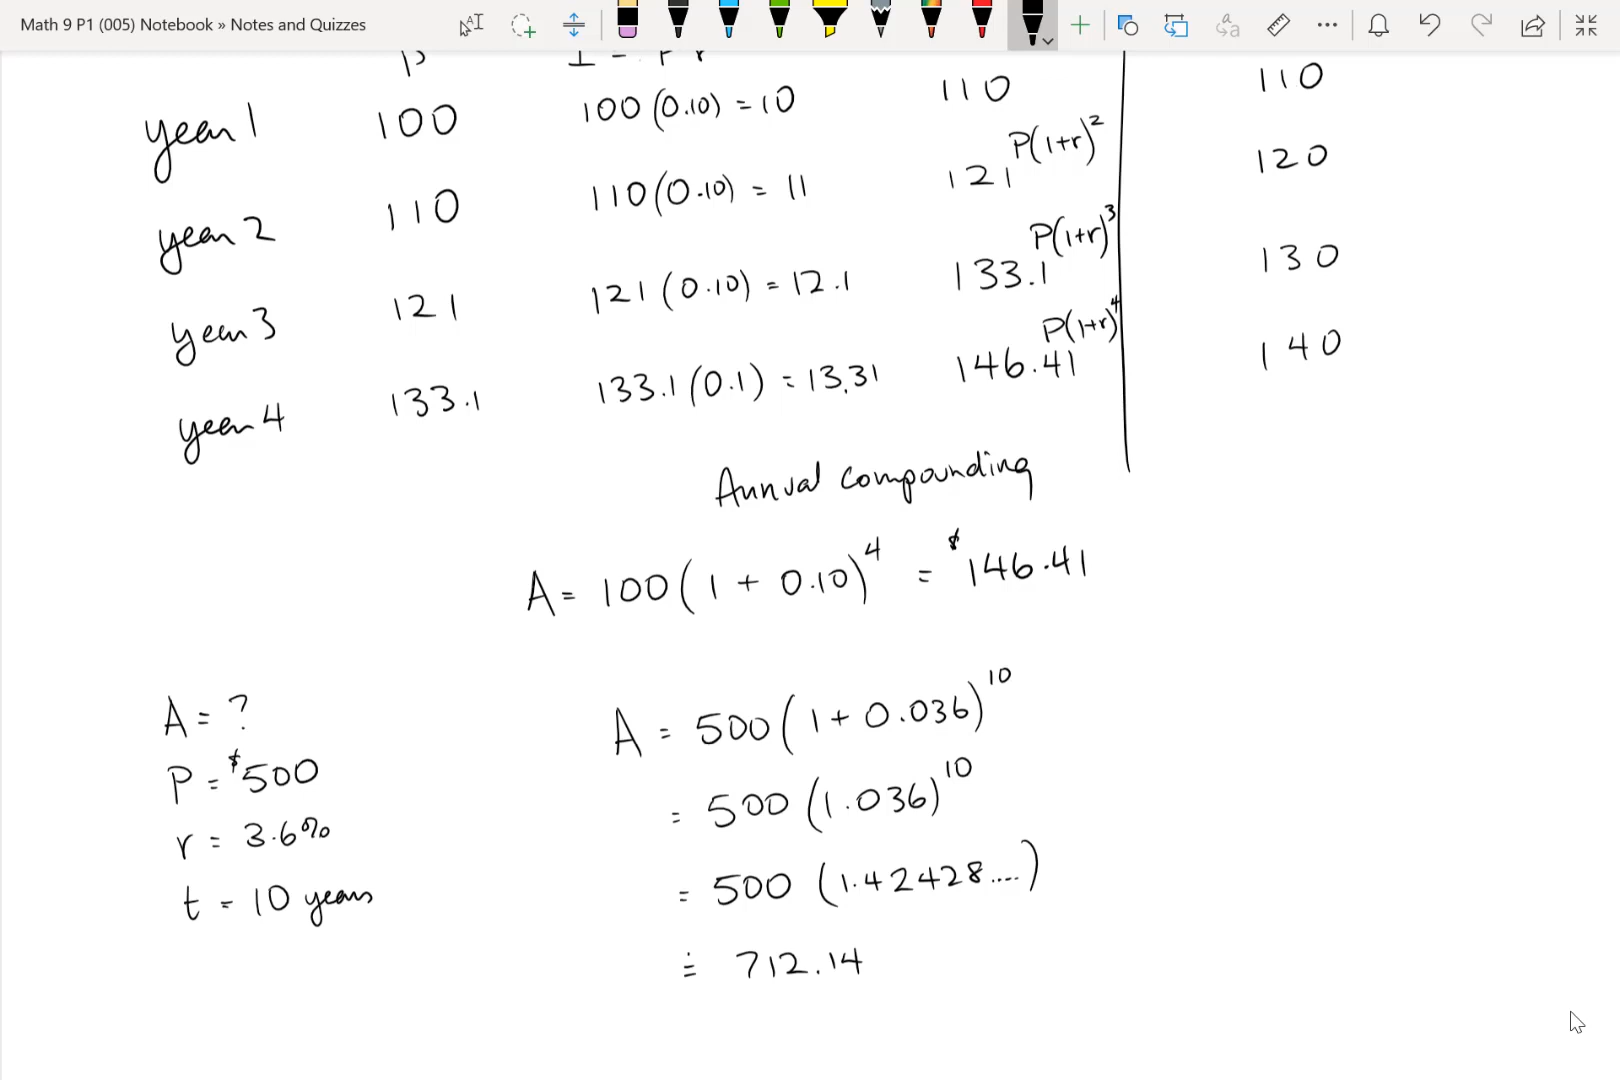 Math 9 P1 (005) Notebook » Notes and Quizzes
P I = P r
year 1 100 100 (0.10) = 10 110 110
P(1+r)²
year 2 110 110 (0.10) = 11 121 120
P(1+r)³
year 3 121 121 (0.10) = 12.1 133.1 130
P(1+r)⁴
year 4 133.1 133.1 (0.1) = 13.31 146.41 140
Annual compounding
A = 100 (1 + 0.10)⁴ = $146.41
A = ?
P = $500
r = 3.6%
t = 10 years
A = 500 (1 + 0.036)¹⁰
= 500 (1.036)¹⁰
= 500 (1.42428....)
≐ 712.14